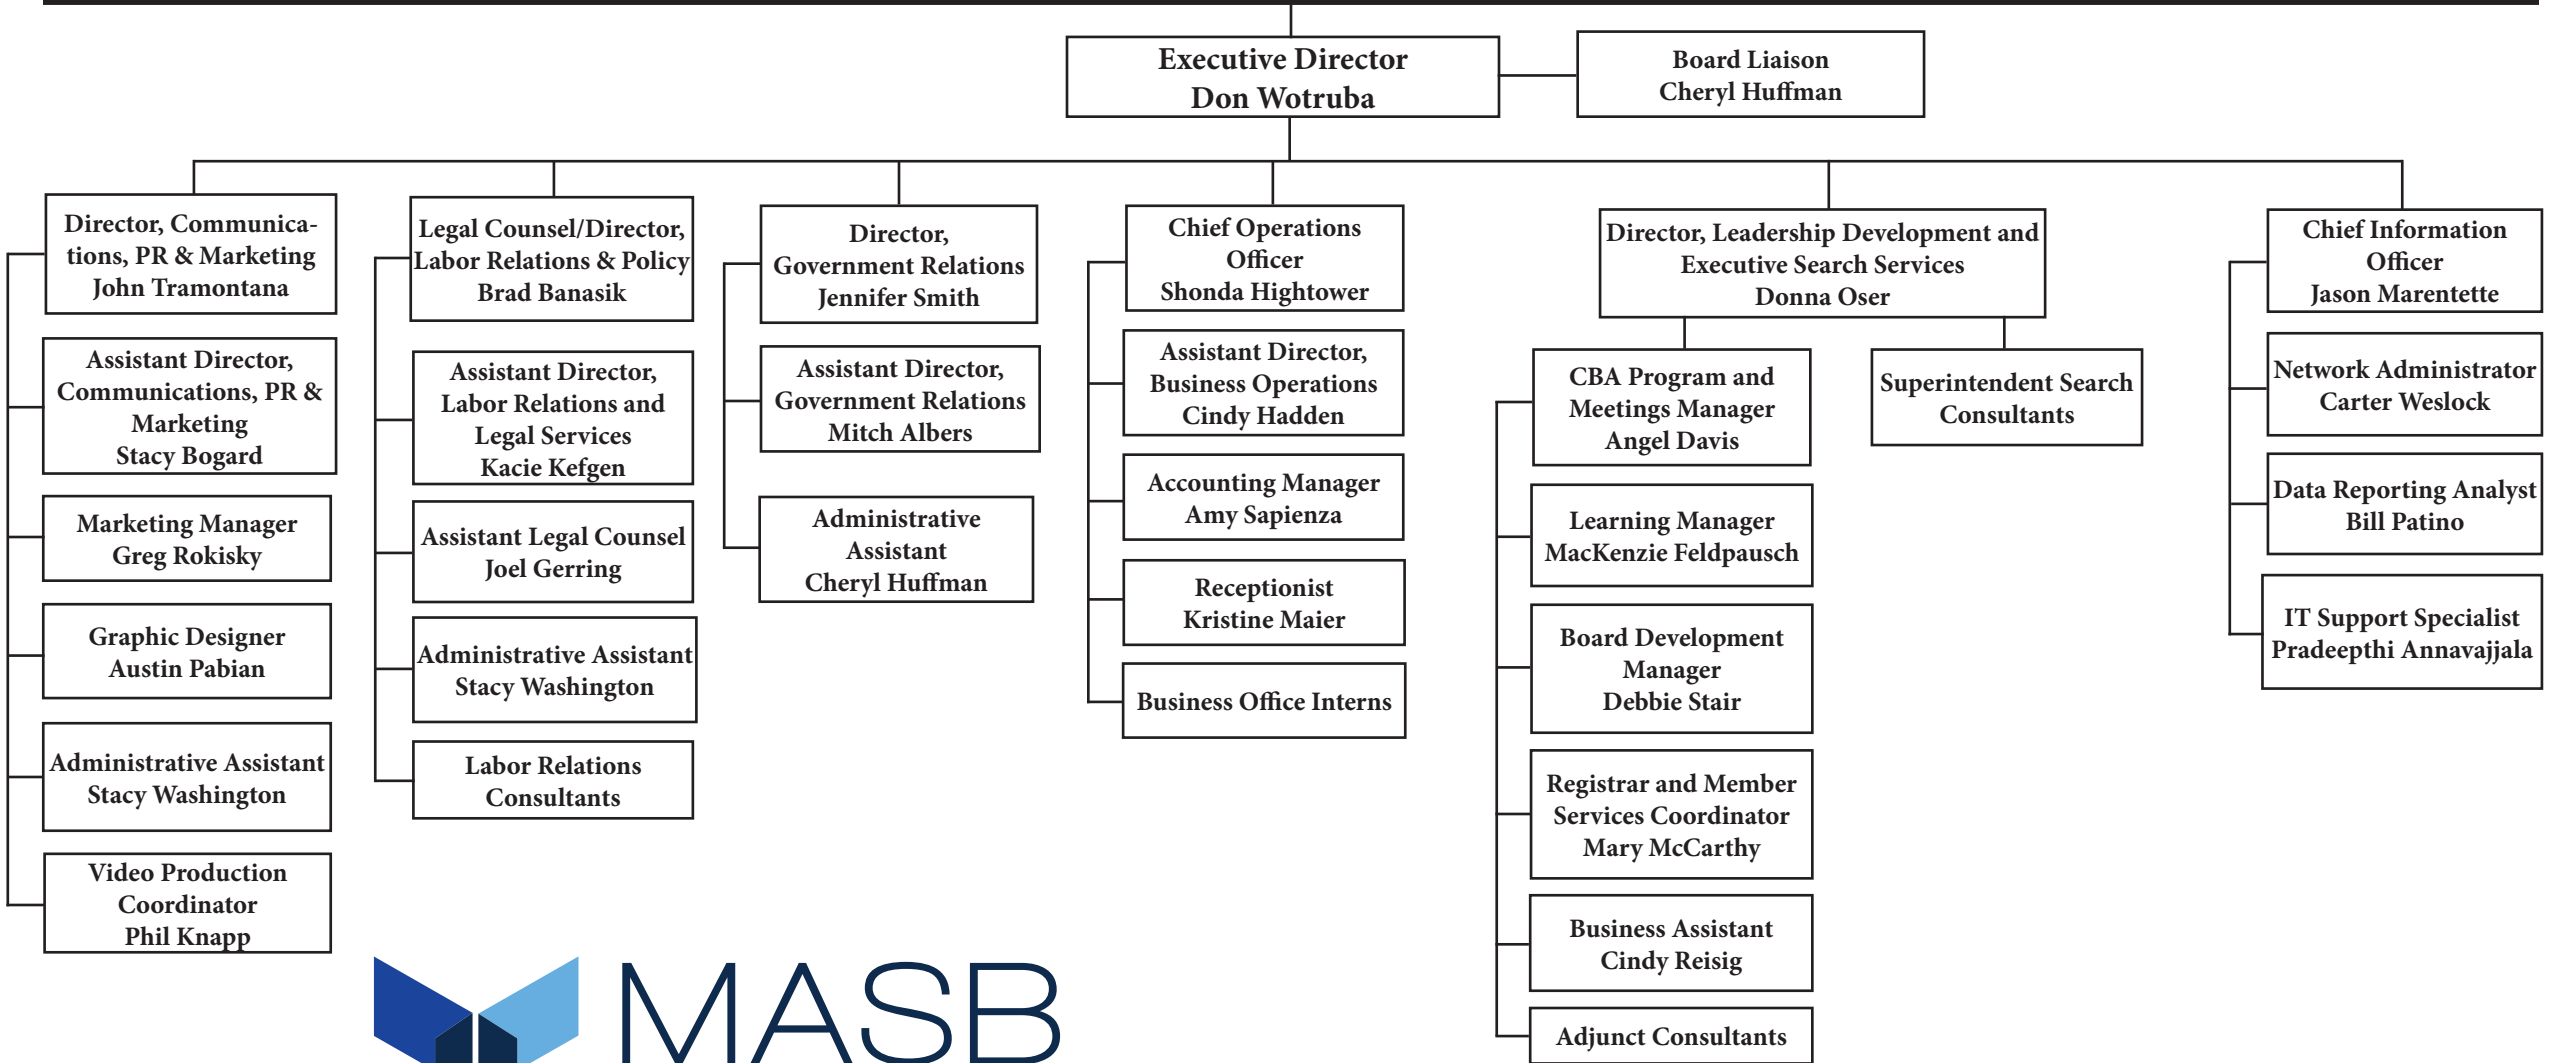 Executive Director
Don Wotruba
Board Liaison
Cheryl Huffman
Director, Communica-
tions, PR & Marketing
John Tramontana
Assistant Director,
Communications, PR &
Marketing
Stacy Bogard
Marketing Manager
Greg Rokisky
Graphic Designer
Austin Pabian
Administrative Assistant
Stacy Washington
Video Production
Coordinator
Phil Knapp
Legal Counsel/Director,
Labor Relations & Policy
Brad Banasik
Assistant Director,
Labor Relations and
Legal Services
Kacie Kefgen
Assistant Legal Counsel
Joel Gerring
Administrative Assistant
Stacy Washington
Labor Relations
Consultants
Director,
Government Relations
Jennifer Smith
Assistant Director,
Government Relations
Mitch Albers
Administrative
Assistant
Cheryl Huffman
Chief Operations
Officer
Shonda Hightower
Assistant Director,
Business Operations
Cindy Hadden
Accounting Manager
Amy Sapienza
Receptionist
Kristine Maier
Business Office Interns
Director, Leadership Development and
Executive Search Services
Donna Oser
CBA Program and
Meetings Manager
Angel Davis
Learning Manager
MacKenzie Feldpausch
Board Development
Manager
Debbie Stair
Registrar and Member
Services Coordinator
Mary McCarthy
Business Assistant
Cindy Reisig
Adjunct Consultants
Superintendent Search
Consultants
Chief Information
Officer
Jason Marentette
Network Administrator
Carter Weslock
Data Reporting Analyst
Bill Patino
IT Support Specialist
Pradeepthi Annavajjala
MASB